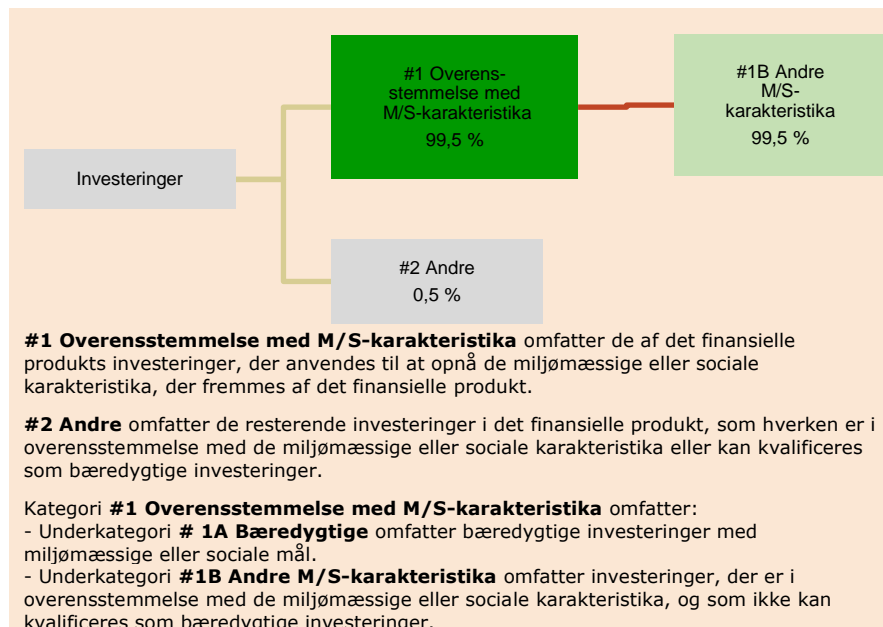 #1 Overens-
stemmelse med
M/S-karakteristika
99,5 %
#1B Andre
M/S-
karakteristika
99,5 %
Investeringer
#2 Andre
0,5 %
#1 Overensstemmelse med M/S-karakteristika omfatter de af det finansielle
produkts investeringer, der anvendes til at opnå de miljømæssige eller sociale
karakteristika, der fremmes af det finansielle produkt.
#2 Andre omfatter de resterende investeringer i det finansielle produkt, som hverken er i
overensstemmelse med de miljømæssige eller sociale karakteristika eller kan kvalificeres
som bæredygtige investeringer.
Kategori #1 Overensstemmelse med M/S-karakteristika omfatter:
- Underkategori # 1A Bæredygtige omfatter bæredygtige investeringer med
miljømæssige eller sociale mål.
- Underkategori #1B Andre M/S-karakteristika omfatter investeringer, der er i
overensstemmelse med de miljømæssige eller sociale karakteristika, og som ikke kan
kvalificeres som bæredygtige investeringer.